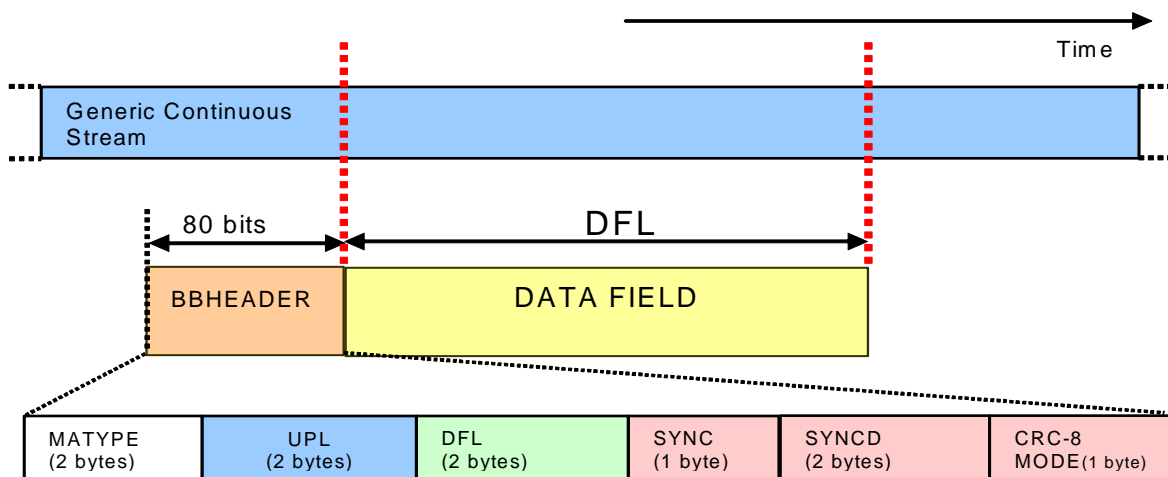 Time
Generic Continuous
Stream
80 bits
DFL
BBHEADER
DATA FIELD
MATYPE
(2 bytes)
UPL
(2 bytes)
DFL
(2 bytes)
SYNC
(1 byte)
SYNCD
(2 bytes)
CRC-8
MODE(1 byte)